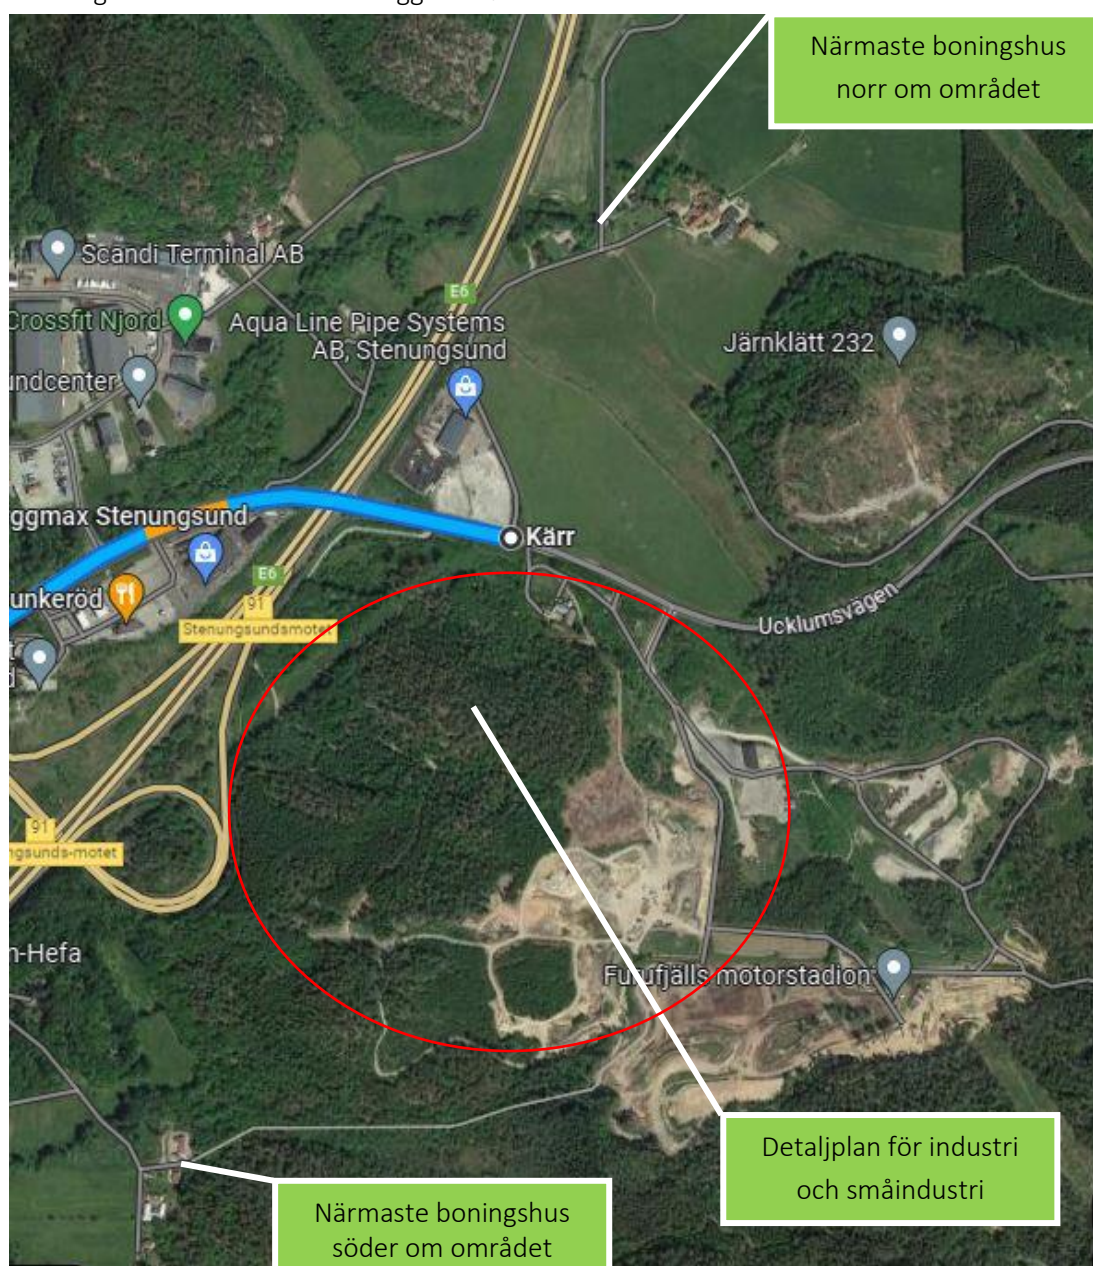 Närmaste boningshus
norr om området
Scandi Terminal AB
E6
Crossfit Njord
Aqua Line Pipe Systems
AB, Stenungsund
Järnklätt 232
undcenter
ggmax Stenungsund
Kärr
E6
unkeröd
91
Stenungsundsmotet
Ucklumsvägen
91
ngsunds-motet
n-Hefa
Furufjälls motorstadion
Detaljplan för industri
och småindustri
Närmaste boningshus
söder om området